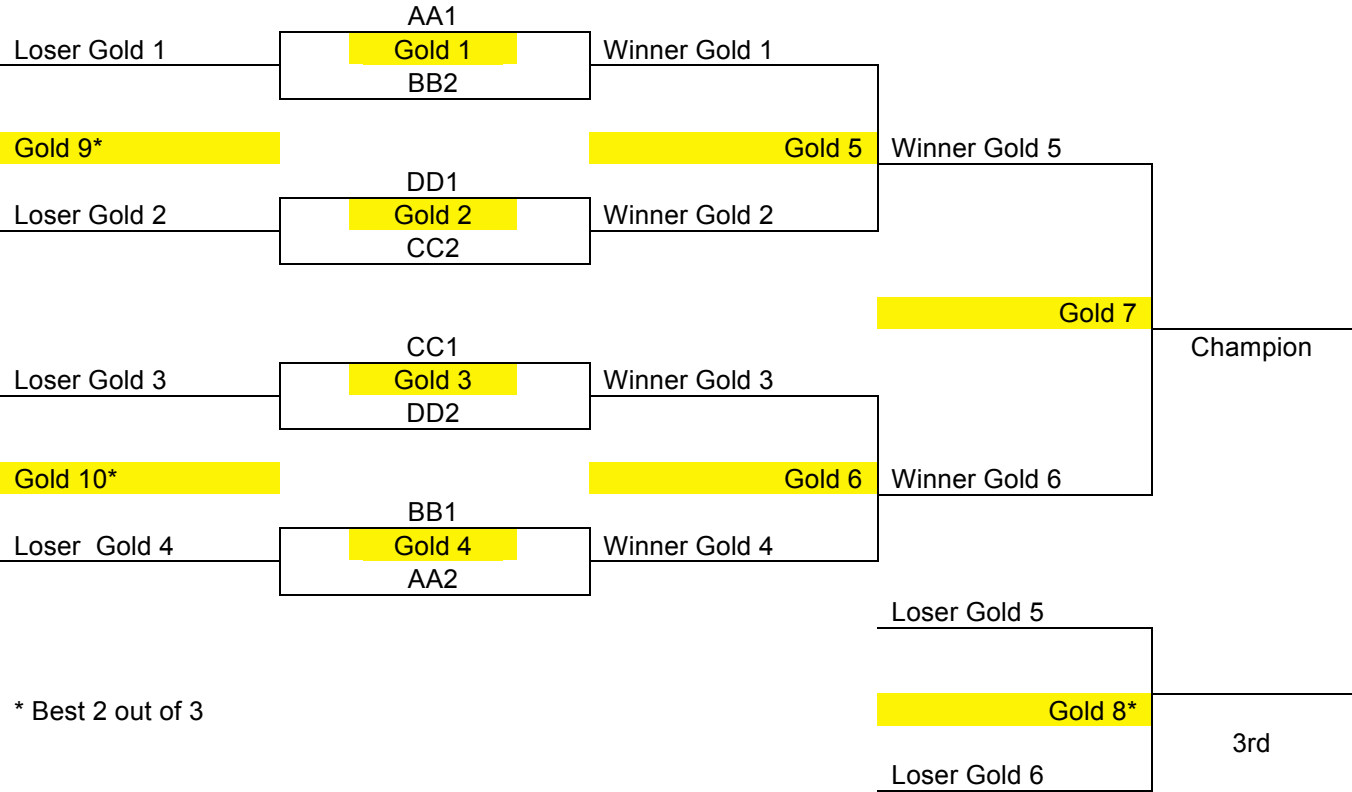 AA1
Loser Gold 1 Gold 1 Winner Gold 1
BB2
Gold 9* Gold 5 Winner Gold 5
DD1
Loser Gold 2 Gold 2 Winner Gold 2
CC2
Gold 7
CC1 Champion
Loser Gold 3 Gold 3 Winner Gold 3
DD2
Gold 10* Gold 6 Winner Gold 6
BB1
Loser  Gold 4 Gold 4 Winner Gold 4
AA2
Loser Gold 5
* Best 2 out of 3 Gold 8*
3rd
Loser Gold 6